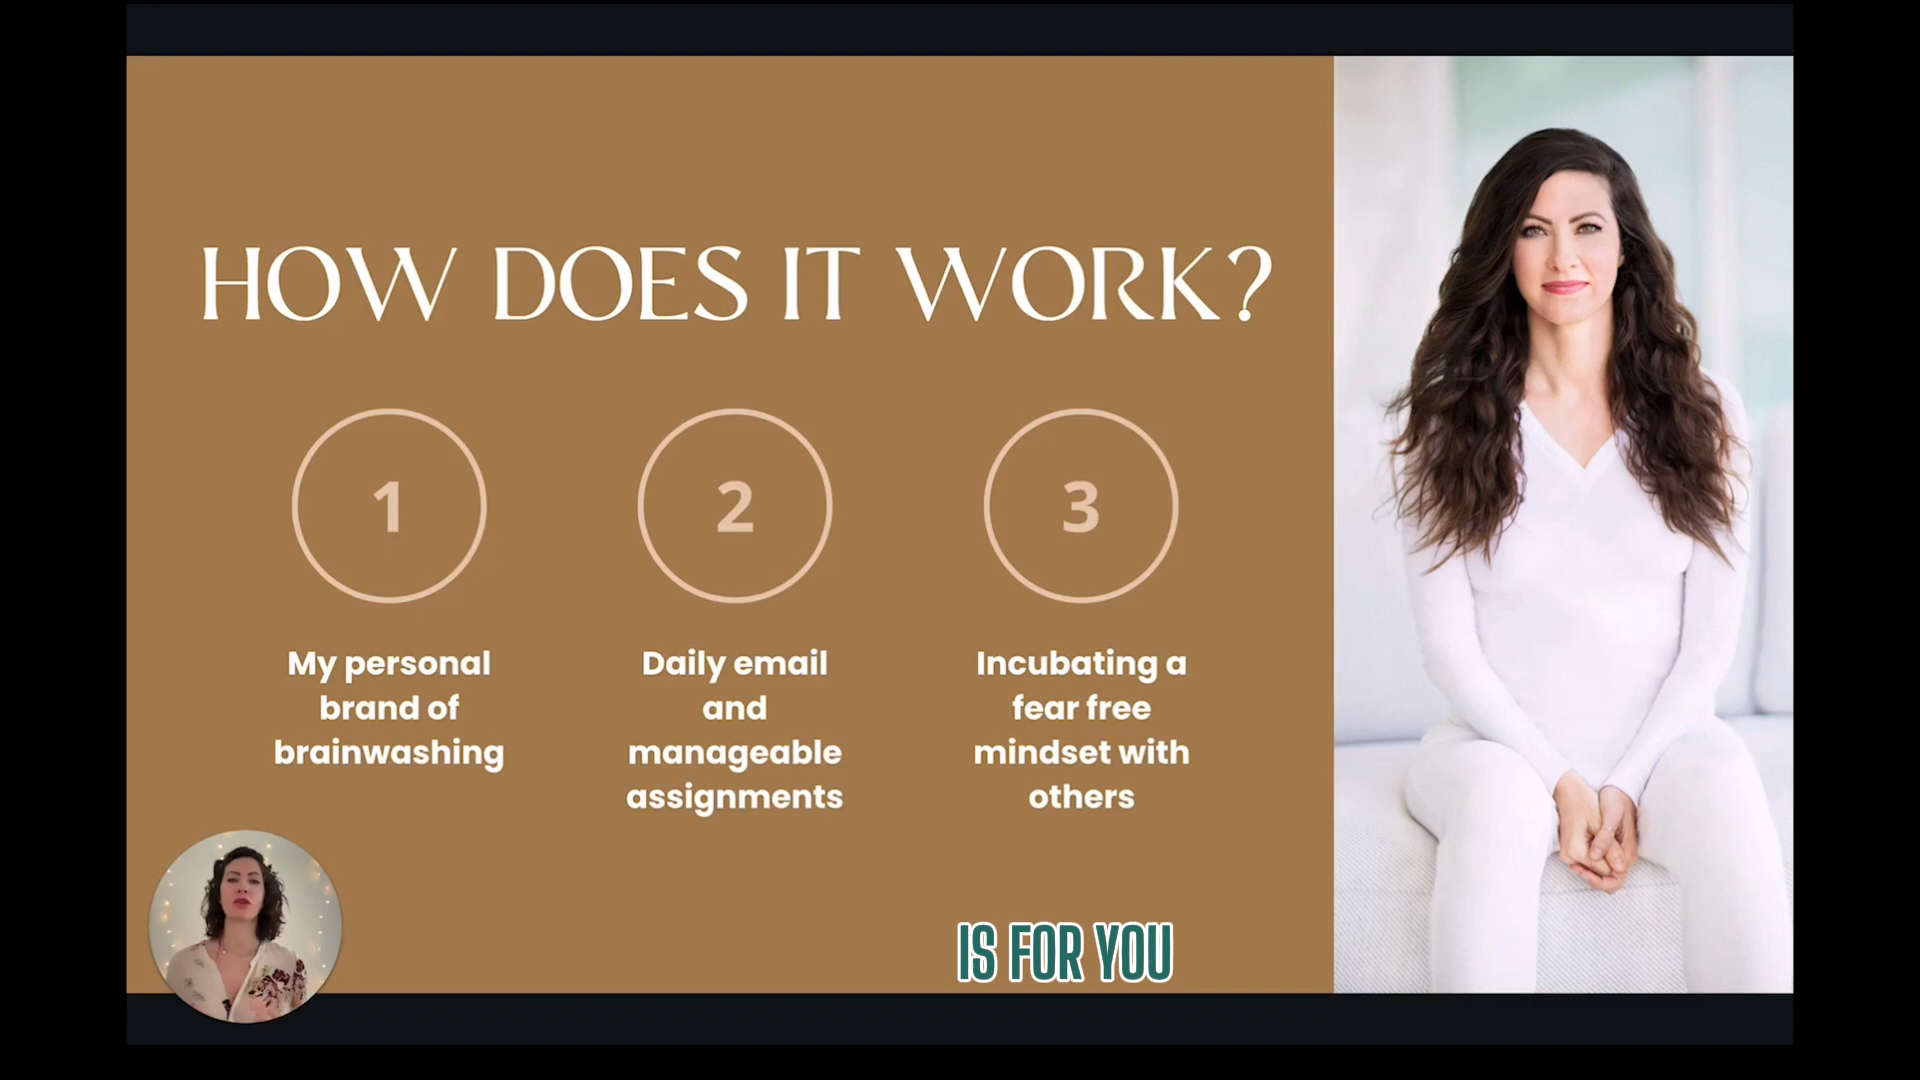 HOW DOES IT WORK?
1
My personal
brand of
brainwashing
2
Daily email
and
manageable
assignments
3
Incubating a
fear free
mindset with
others
IS FOR YOU